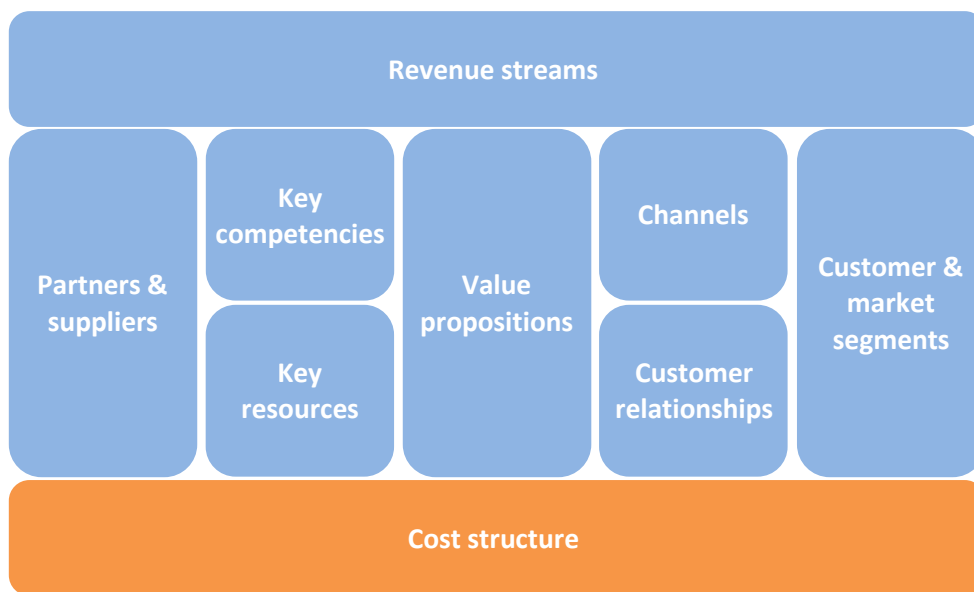 Revenue streams
Partners &
suppliers
Key
competencies
Key
resources
Value
propositions
Channels
Customer
relationships
Customer &
market
segments
Cost structure